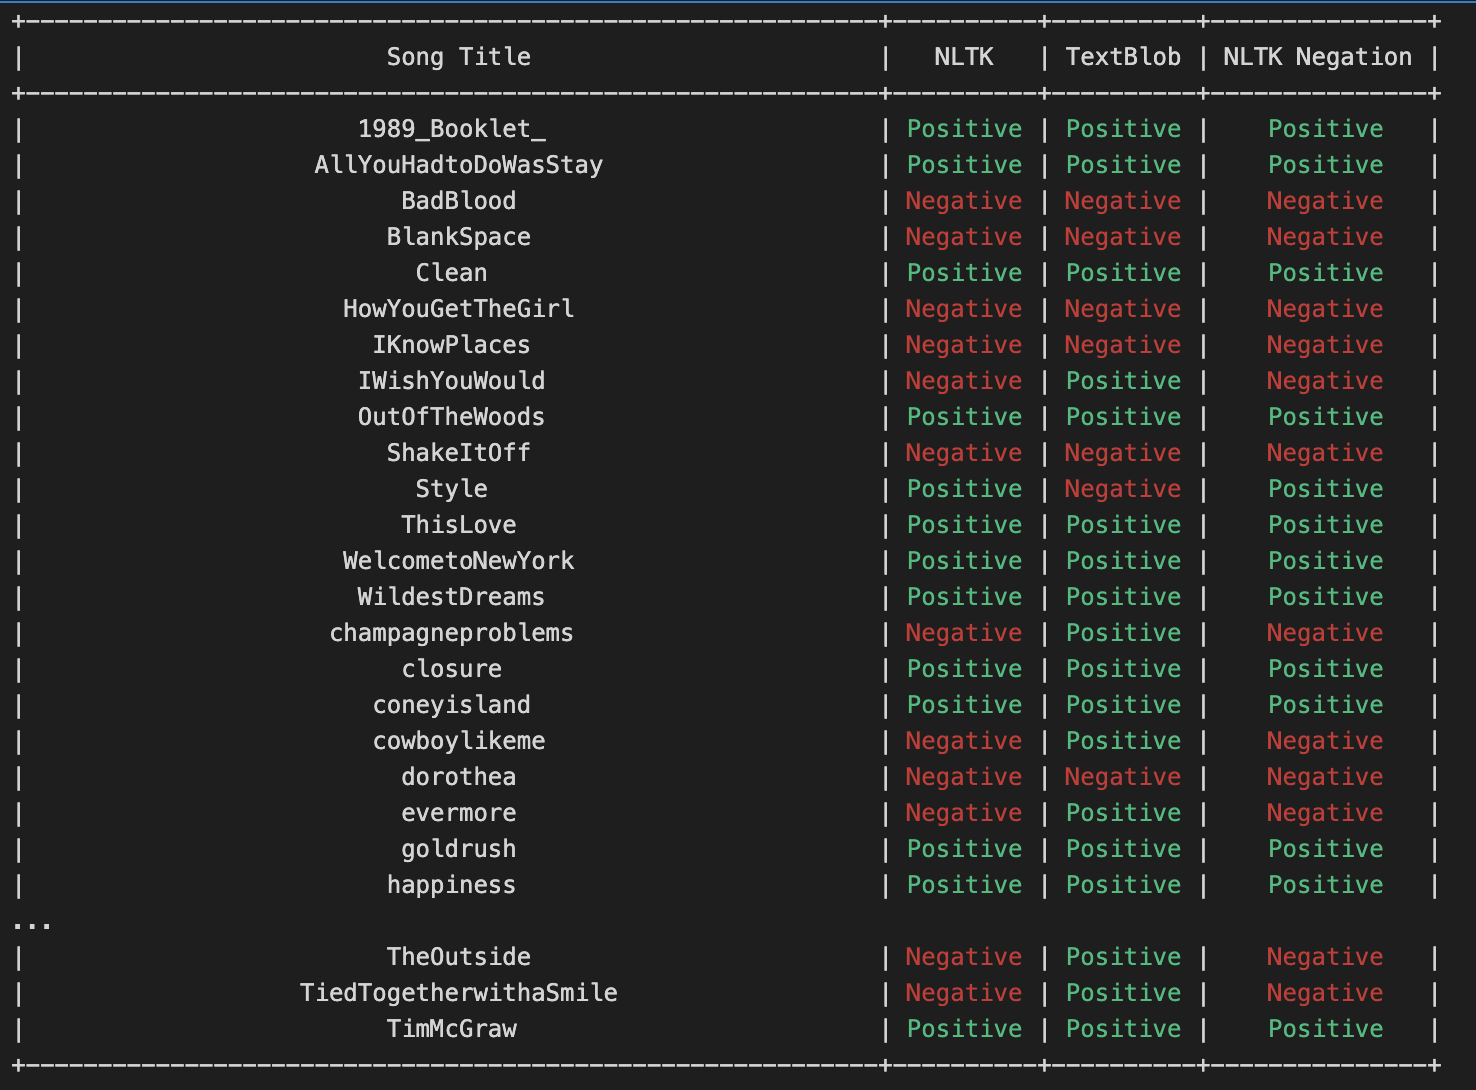 +-----------------------------------------------------------+----------+----------+---------------+
| Song Title | NLTK | TextBlob | NLTK Negation |
+-----------------------------------------------------------+----------+----------+---------------+
| 1989_Booklet_ | Positive | Positive | Positive |
| AllYouHadtoDoWasStay | Positive | Positive | Positive |
| BadBlood | Negative | Negative | Negative |
| BlankSpace | Negative | Negative | Negative |
| Clean | Positive | Positive | Positive |
| HowYouGetTheGirl | Negative | Negative | Negative |
| IKnowPlaces | Negative | Negative | Negative |
| IWishYouWould | Negative | Positive | Negative |
| OutOfTheWoods | Positive | Positive | Positive |
| ShakeItOff | Negative | Negative | Negative |
| Style | Positive | Negative | Positive |
| ThisLove | Positive | Positive | Positive |
| WelcometoNewYork | Positive | Positive | Positive |
| WildestDreams | Positive | Positive | Positive |
| champagneproblems | Negative | Positive | Negative |
| closure | Positive | Positive | Positive |
| coneyisland | Positive | Positive | Positive |
| cowboylikeme | Negative | Positive | Negative |
| dorothea | Negative | Negative | Negative |
| evermore | Negative | Positive | Negative |
| goldrush | Positive | Positive | Positive |
| happiness | Positive | Positive | Positive |
...
| TheOutside | Negative | Positive | Negative |
| TiedTogetherwithaSmile | Negative | Positive | Negative |
| TimMcGraw | Positive | Positive | Positive |
+-----------------------------------------------------------+----------+----------+---------------+